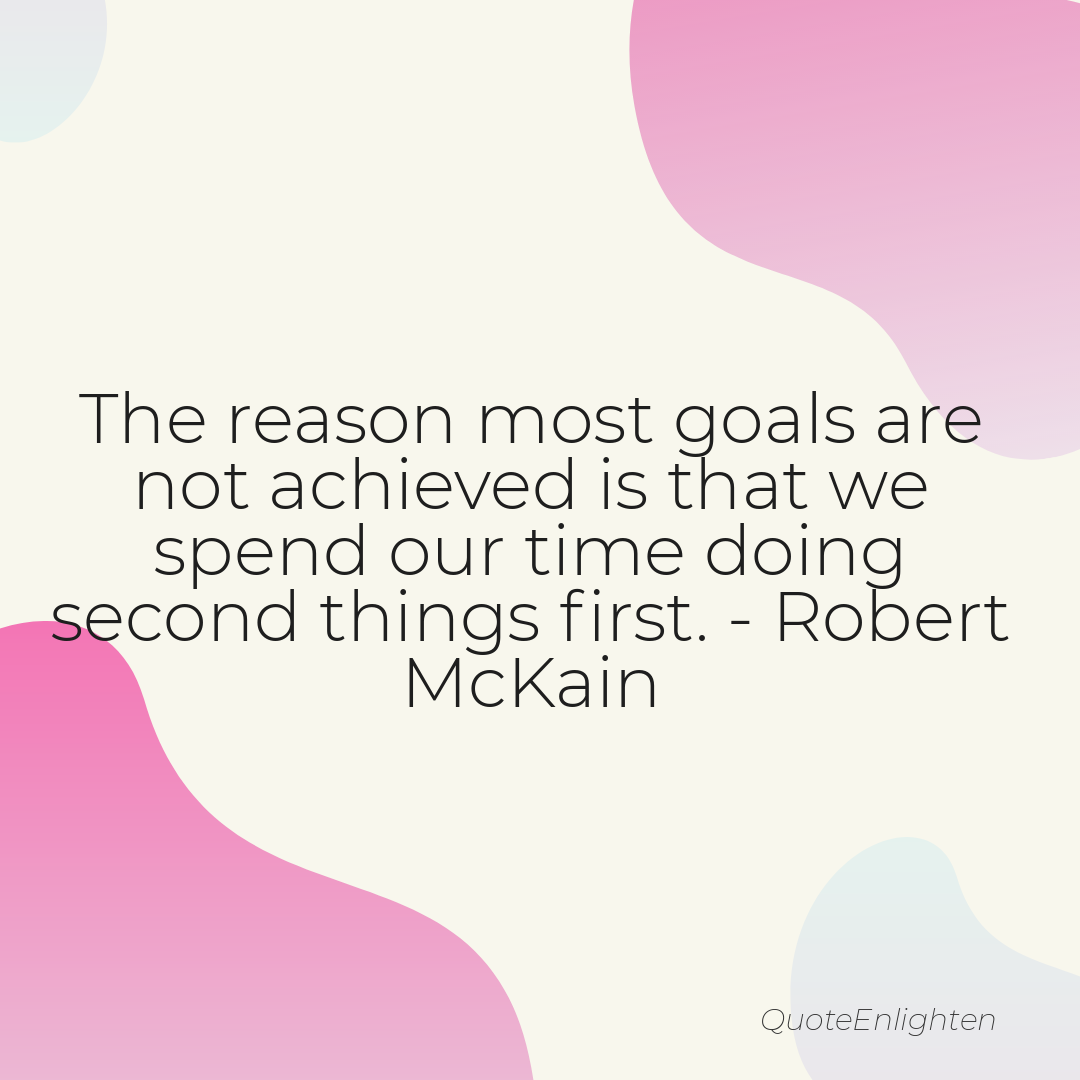 The reason most goals are
not achieved is that we
spend our time doing
second things first. - Robert
McKain
QuoteEnlighten